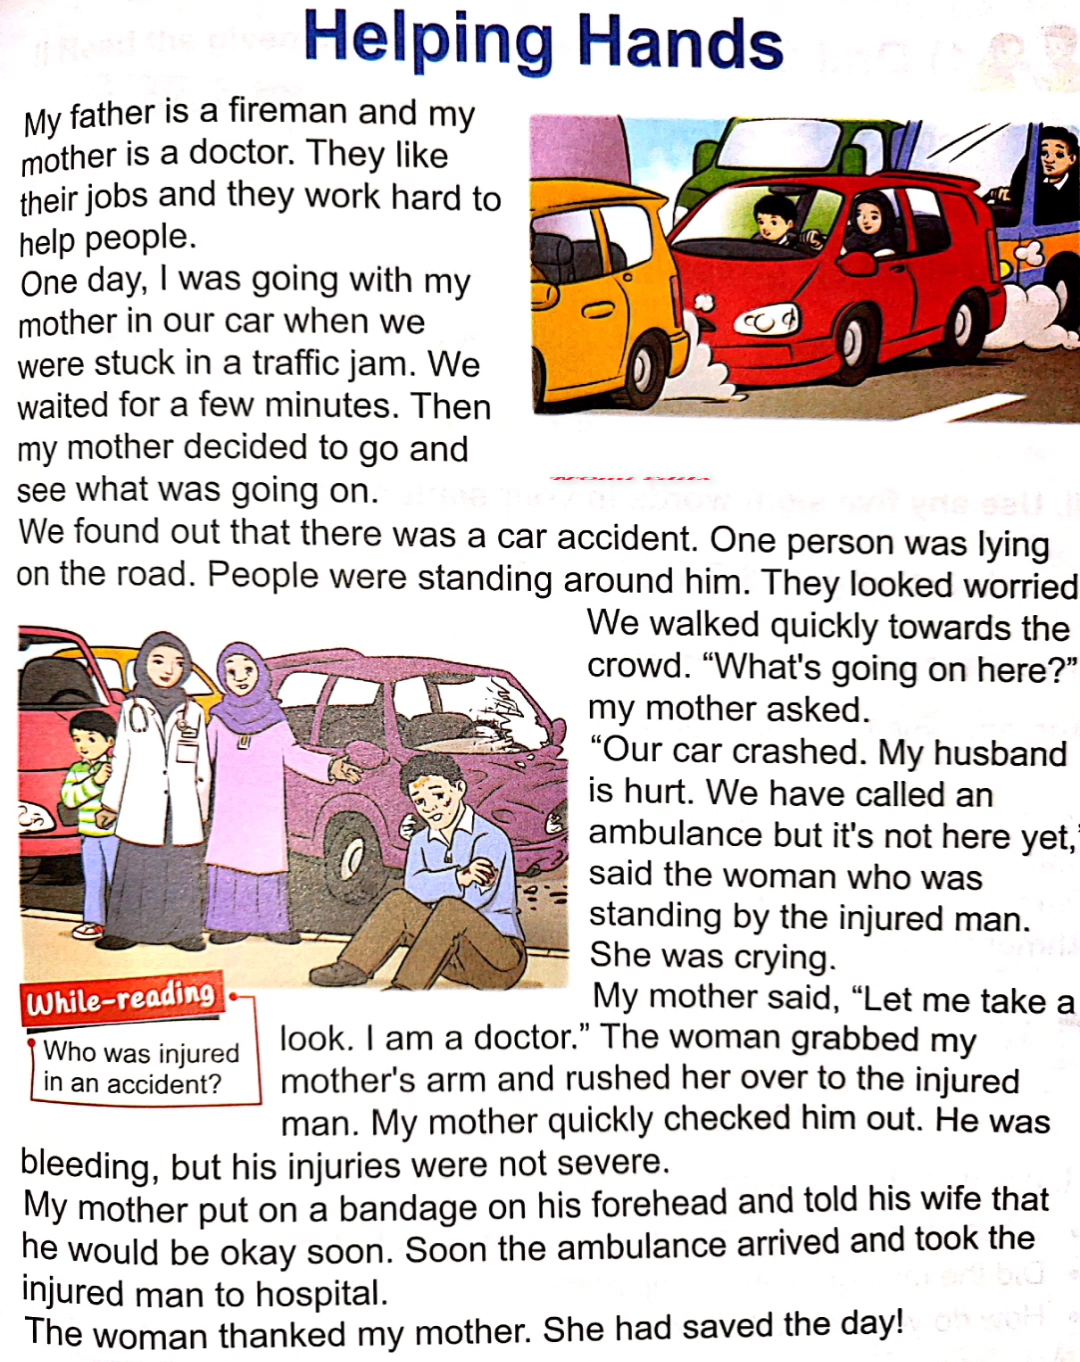 Helping Hands
My father is a fireman and my
mother is a doctor. They like
their jobs and they work hard to
help people.
One day, I was going with my
mother in our car when we
were stuck in a traffic jam. We
waited for a few minutes. Then
my mother decided to go and
see what was going on.
We found out that there was a car accident. One person was lying
on the road. People were standing around him. They looked worried
We walked quickly towards the
crowd. “What's going on here?”
my mother asked.
“Our car crashed. My husband
is hurt. We have called an
ambulance but it's not here yet,”
said the woman who was
standing by the injured man.
She was crying.
My mother said, “Let me take a
look. I am a doctor.” The woman grabbed my
mother's arm and rushed her over to the injured
man. My mother quickly checked him out. He was
bleeding, but his injuries were not severe.
My mother put on a bandage on his forehead and told his wife that
he would be okay soon. Soon the ambulance arrived and took the
injured man to hospital.
The woman thanked my mother. She had saved the day!
While-reading
Who was injured
in an accident?